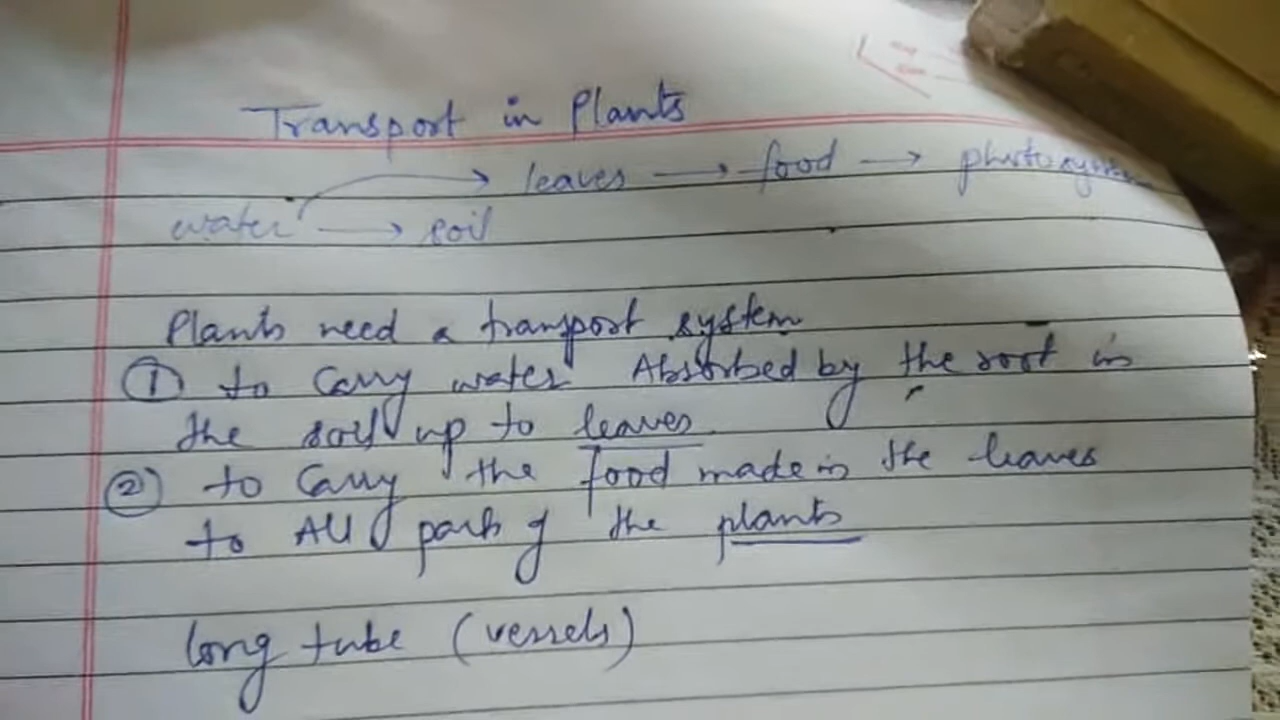 Transport in Plants
→ leaves → food → photosyn
water → soil
Plants need a transport system
① to Carry water Absorbed by the root in
the soil up to leaves.
② to Carry the food made in the leaves
to All parts of the plants
long tube (vessels)